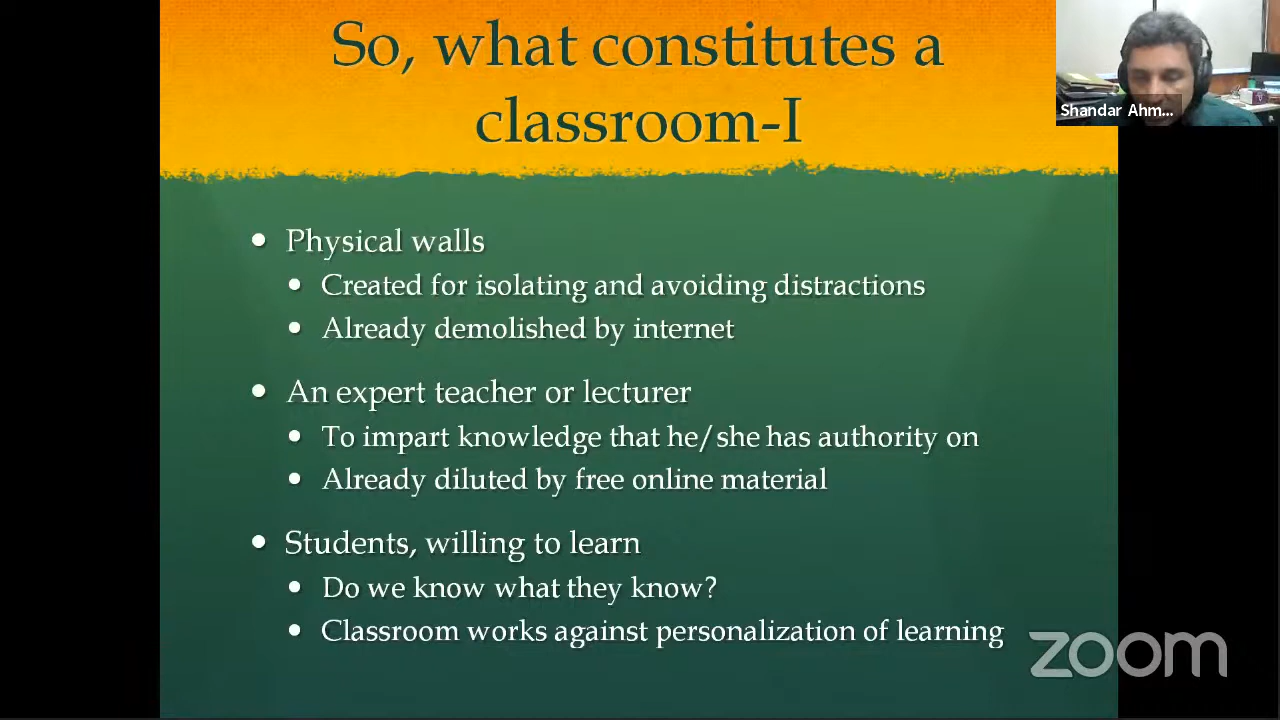 So, what constitutes a
classroom-I
Shandar Ahm...
• Physical walls
• Created for isolating and avoiding distractions
• Already demolished by internet
• An expert teacher or lecturer
• To impart knowledge that he/she has authority on
• Already diluted by free online material
• Students, willing to learn
• Do we know what they know?
• Classroom works against personalization of learning
zoom